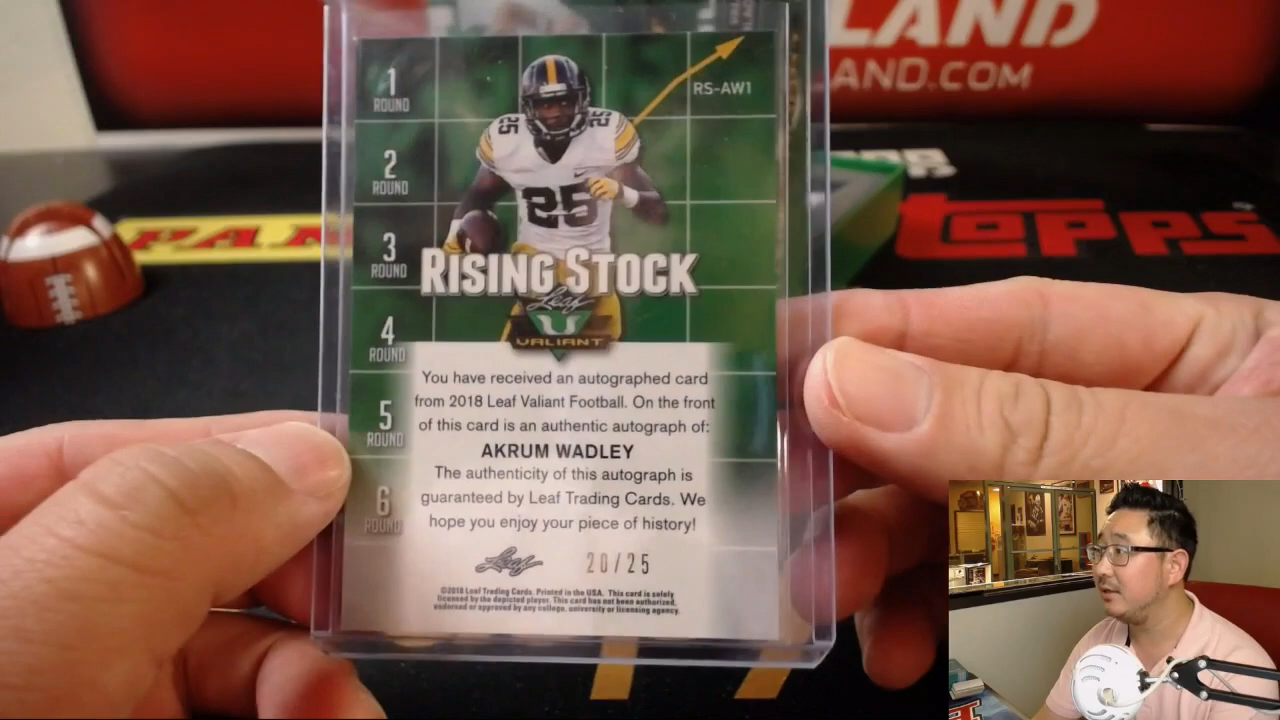 LAND
AND.COM
1
ROUND
2
ROUND
3
ROUND
4
ROUND
5
ROUND
6
ROUND
RS-AW1
25
25
25
RISING STOCK
Leaf
VALIANT
You have received an autographed card
from 2018 Leaf Valiant Football. On the front
of this card is an authentic autograph of:
AKRUM WADLEY
The authenticity of this autograph is
guaranteed by Leaf Trading Cards. We
hope you enjoy your piece of history!
Leaf
20/25
©2018 Leaf Trading Cards. Printed in the USA. This card is solely
licensed by the depicted player. This card has not been authorized,
endorsed or approved by any college, university or licensing agency.
PANI
TOPPS